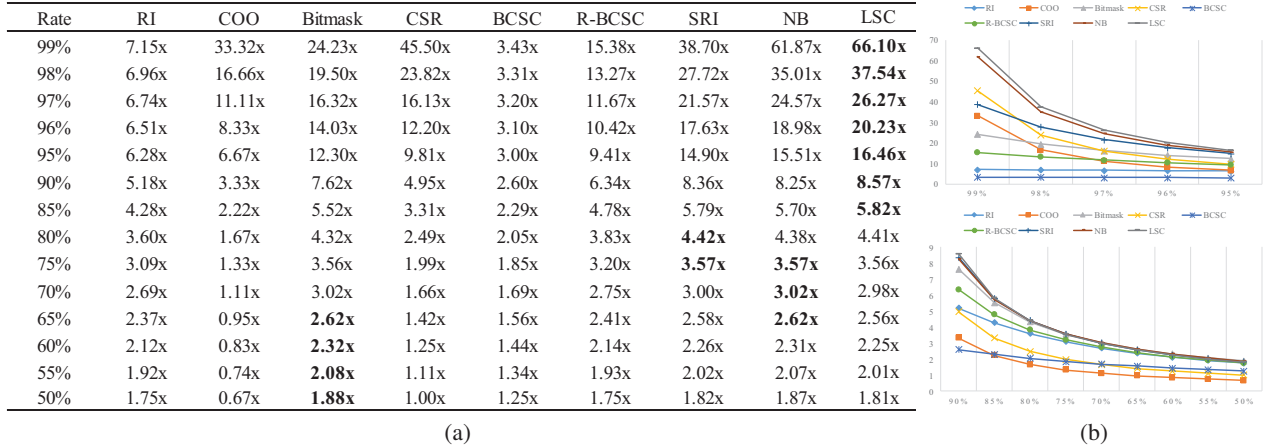 Rate RI COO Bitmask CSR BCSC R-BCSC SRI NB LSC
99% 7.15x 33.32x 24.23x 45.50x 3.43x 15.38x 38.70x 61.87x 66.10x
98% 6.96x 16.66x 19.50x 23.82x 3.31x 13.27x 27.72x 35.01x 37.54x
97% 6.74x 11.11x 16.32x 16.13x 3.20x 11.67x 21.57x 24.57x 26.27x
96% 6.51x 8.33x 14.03x 12.20x 3.10x 10.42x 17.63x 18.98x 20.23x
95% 6.28x 6.67x 12.30x 9.81x 3.00x 9.41x 14.90x 15.51x 16.46x
90% 5.18x 3.33x 7.62x 4.95x 2.60x 6.34x 8.36x 8.25x 8.57x
85% 4.28x 2.22x 5.52x 3.31x 2.29x 4.78x 5.79x 5.70x 5.82x
80% 3.60x 1.67x 4.32x 2.49x 2.05x 3.83x 4.42x 4.38x 4.41x
75% 3.09x 1.33x 3.56x 1.99x 1.85x 3.20x 3.57x 3.57x 3.56x
70% 2.69x 1.11x 3.02x 1.66x 1.69x 2.75x 3.00x 3.02x 2.98x
65% 2.37x 0.95x 2.62x 1.42x 1.56x 2.41x 2.58x 2.62x 2.56x
60% 2.12x 0.83x 2.32x 1.25x 1.44x 2.14x 2.26x 2.31x 2.25x
55% 1.92x 0.74x 2.08x 1.11x 1.34x 1.93x 2.02x 2.07x 2.01x
50% 1.75x 0.67x 1.88x 1.00x 1.25x 1.75x 1.82x 1.87x 1.81x
(a)
RI COO Bitmask CSR BCSC
R-BCSC SRI NB LSC
70
60
50
40
30
20
10
0
99% 98% 97% 96% 95%
RI COO Bitmask CSR BCSC
R-BCSC SRI NB LSC
9
8
7
6
5
4
3
2
1
0
90% 85% 80% 75% 70% 65% 60% 55% 50%
(b)